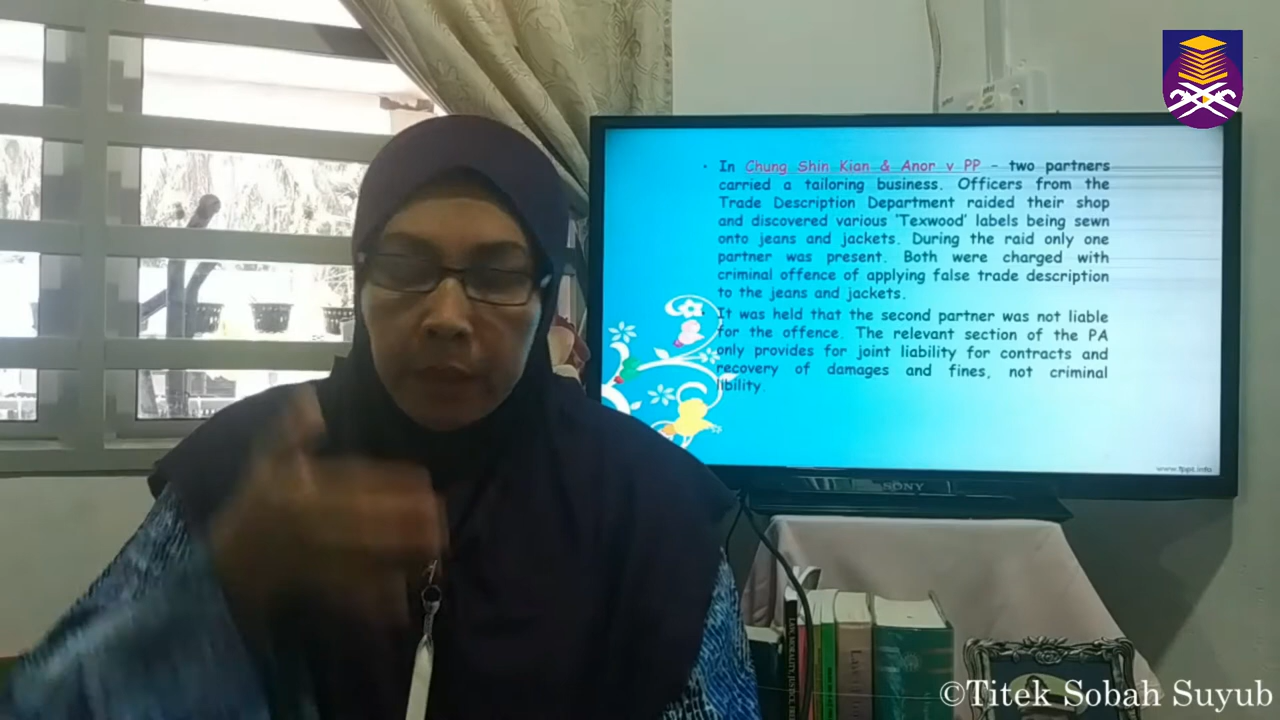 • In Chung Shin Kian & Anor v PP – two partners
carried a tailoring business. Officers from the
Trade Description Department raided their shop
and discovered various 'Texwood' labels being sewn
onto jeans and jackets. During the raid only one
partner was present. Both were charged with
criminal offence of applying false trade description
to the jeans and jackets.
It was held that the second partner was not liable
for the offence. The relevant section of the PA
only provides for joint liability for contracts and
recovery of damages and fines, not criminal
libility
www.fppt.info
SONY
LAW, MORALITY, JUSTICE
©Titek Sobah Suyub